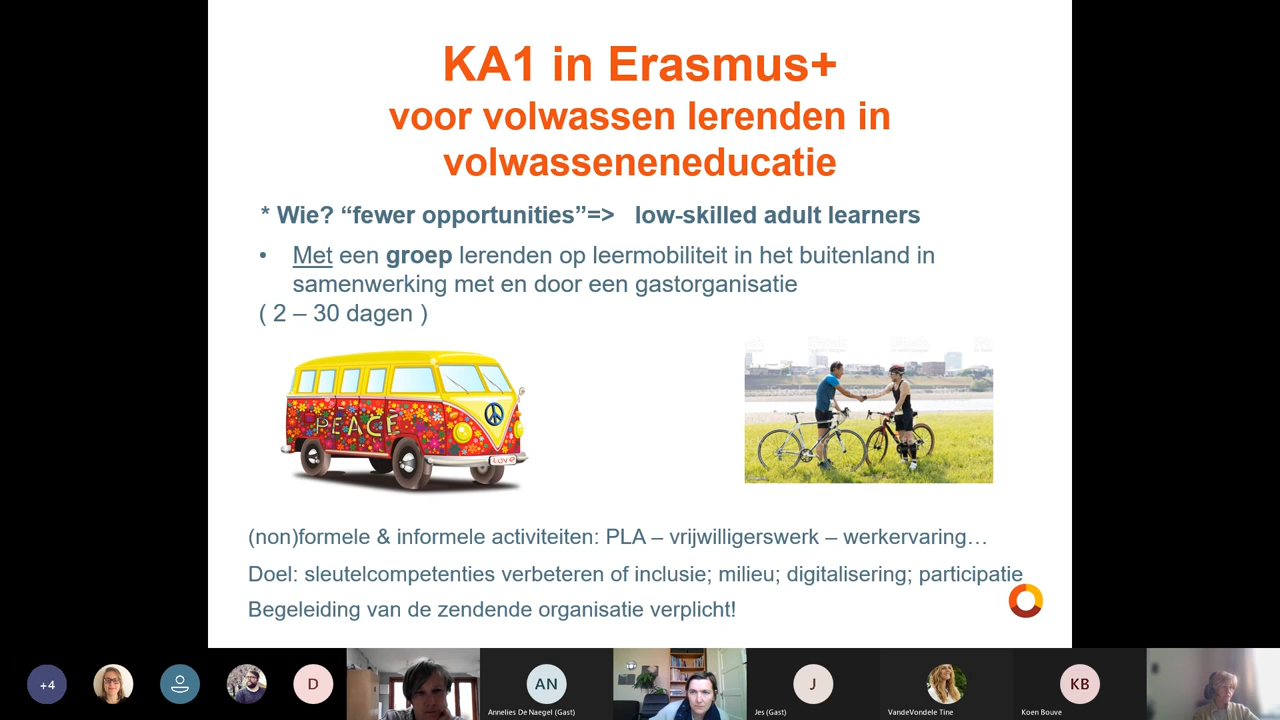 KA1 in Erasmus+
voor volwassen lerenden in
volwasseneneducatie
* Wie? “fewer opportunities”=> low-skilled adult learners
• Met een groep lerenden op leermobiliteit in het buitenland in
samenwerking met en door een gastorganisatie
( 2 – 30 dagen )
PEACE
LOVE
(non)formele & informele activiteiten: PLA – vrijwilligerswerk – werkervaring…
Doel: sleutelcompetenties verbeteren of inclusie; milieu; digitalisering; participatie
Begeleiding van de zendende organisatie verplicht!
+4
D
AN
J
KB
Annelies De Naegel (Gast)
Jes (Gast)
VandeVondele Tine
Koen Bouve